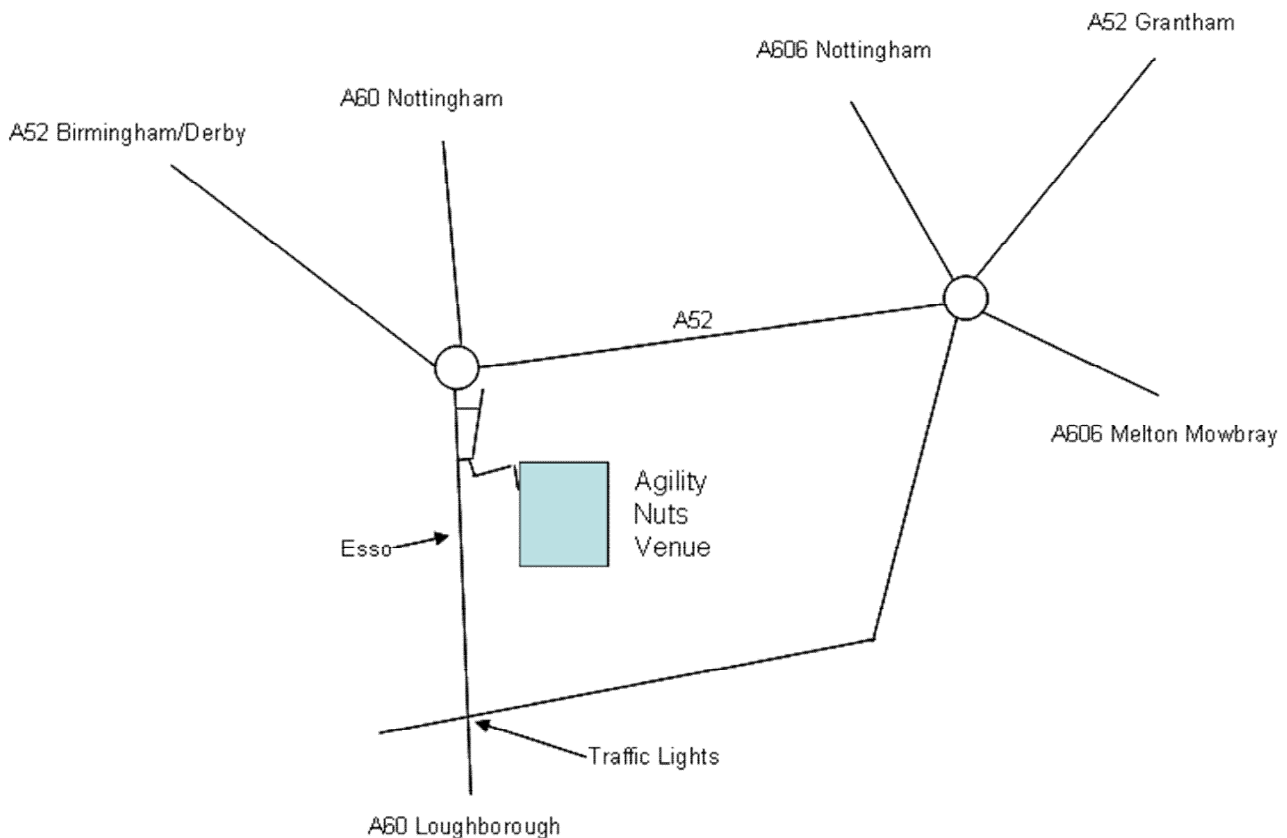 A52 Grantham
A606 Nottingham
A60 Nottingham
A52 Birmingham/Derby
A52
A606 Melton Mowbray
Agility
Nuts
Venue
Esso
Traffic Lights
A60 Loughborough